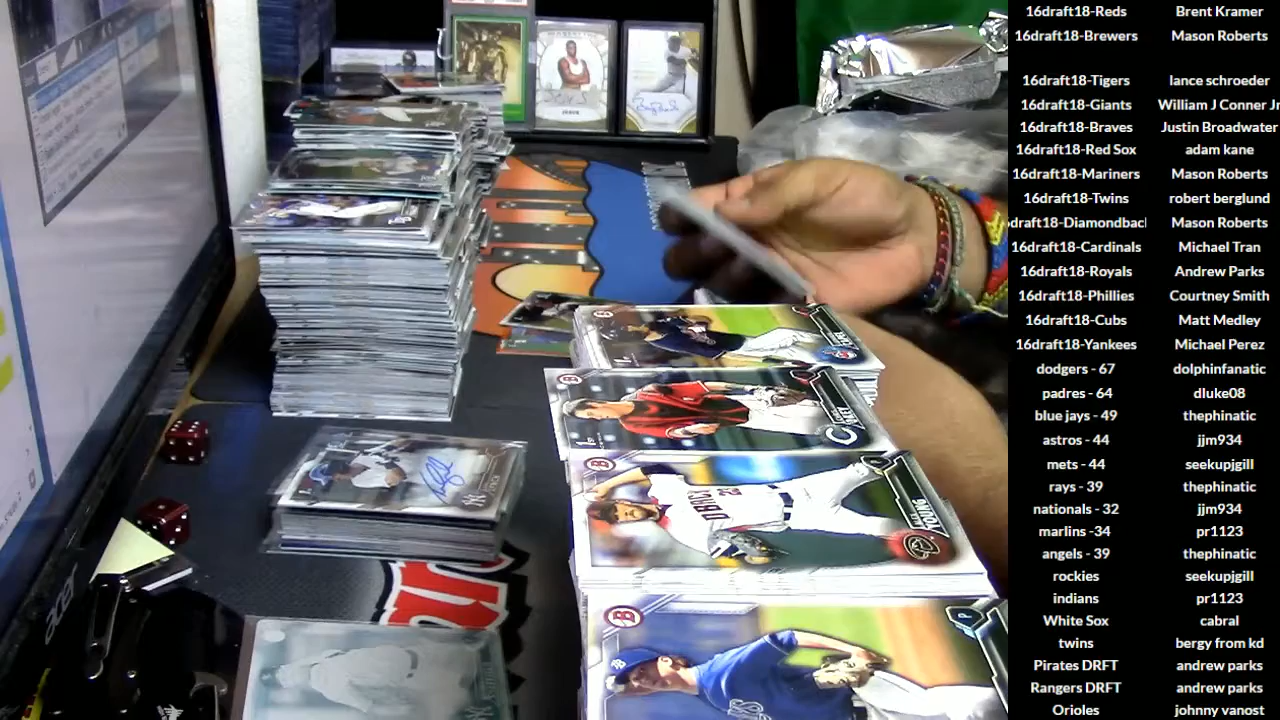 16draft18-Reds Brent Kramer
16draft18-Brewers Mason Roberts
16draft18-Tigers lance schroeder
16draft18-Giants William J Conner Jr
16draft18-Braves Justin Broadwater
16draft18-Red Sox adam kane
16draft18-Mariners Mason Roberts
16draft18-Twins robert berglund
draft18-Diamondbac Mason Roberts
16draft18-Cardinals Michael Tran
16draft18-Royals Andrew Parks
16draft18-Phillies Courtney Smith
16draft18-Cubs Matt Medley
16draft18-Yankees Michael Perez
dodgers - 67 dolphinfanatic
padres - 64 dluke08
blue jays - 49 thephinatic
astros - 44 jjm934
mets - 44 seekupjgill
rays - 39 thephinatic
nationals - 32 jjm934
marlins -34 pr1123
angels - 39 thephinatic
rockies seekupjgill
indians pr1123
White Sox cabral
twins bergy from kd
Pirates DRFT andrew parks
Rangers DRFT andrew parks
Orioles johnny vanost
YOUNG
acer